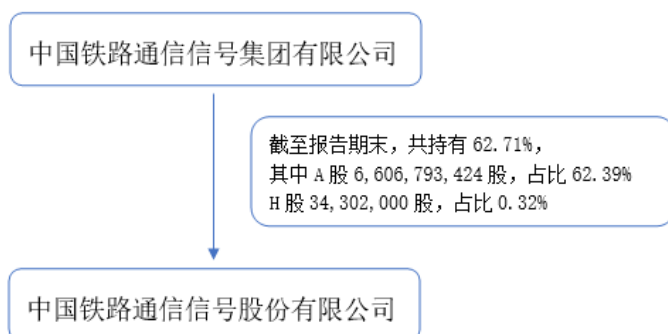 中国铁路通信信号集团有限公司
截至报告期末，共持有 62.71%，
其中 A 股 6,606,793,424 股，占比 62.39%
H 股 34,302,000 股，占比 0.32%
中国铁路通信信号股份有限公司